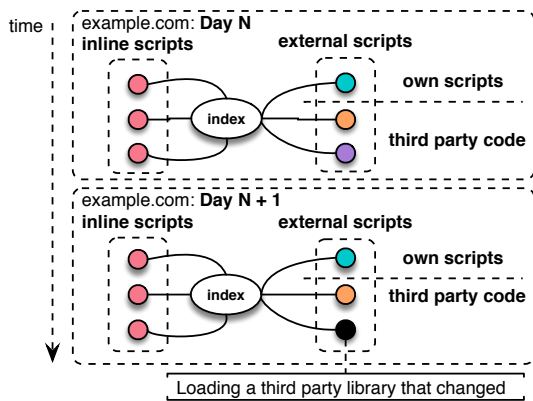 time
example.com: Day N
inline scripts
external scripts
own scripts
index
third party code
example.com: Day N + 1
inline scripts
external scripts
own scripts
index
third party code
Loading a third party library that changed